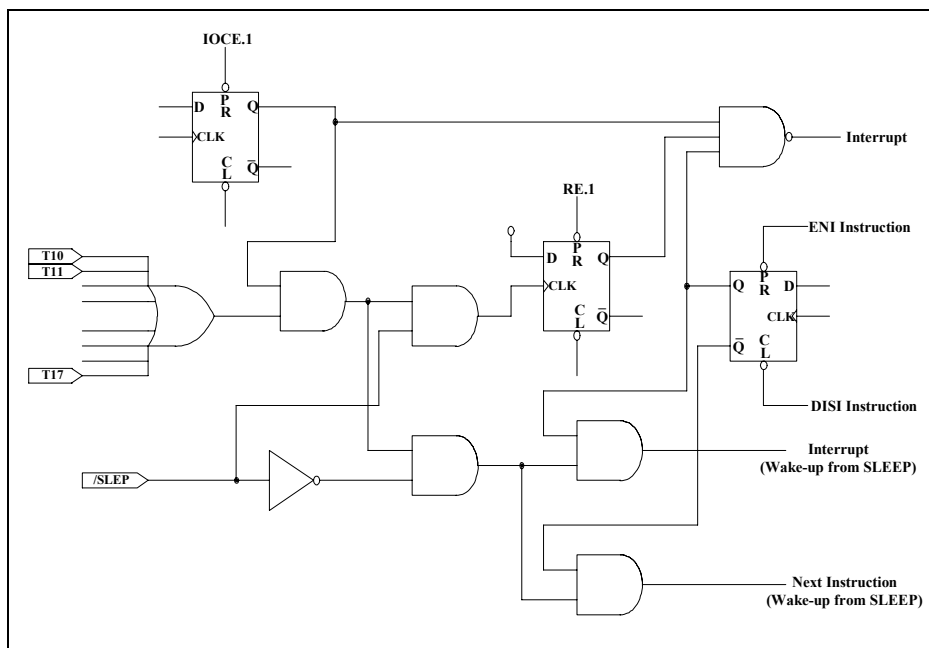 IOCE.1
D
P
R
Q
CLK
C
L
Q̅
Interrupt
RE.1
D
P
R
Q
CLK
C
L
Q̅
ENI Instruction
Q
P
R
D
CLK
Q̅
C
L
DISI Instruction
T10
T11
T17
/SLEP
Interrupt
(Wake-up from SLEEP)
Next Instruction
(Wake-up from SLEEP)